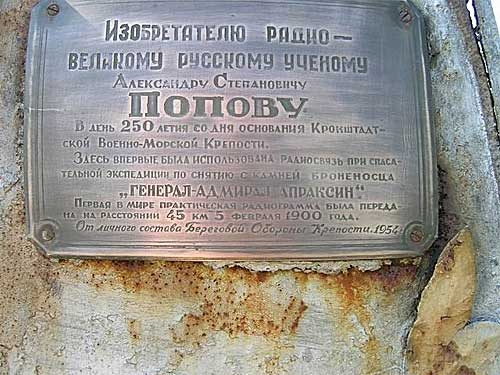 Изобретателю радио—
великому русскому ученому
Александру Степановичу
Попову
В день 250 летия со дня основания Кронштадт-
ской Военно-Морской Крепости.
Здесь впервые была использована радиосвязь при спаса-
тельной экспедиции по снятию с камней броненосца
„ГЕНЕРАЛ-АДМИРАЛ АПРАКСИН".
Первая в мире практическая радиограмма была переда-
на на расстоянии 45 км 5 февраля 1900 года.
От личного состава Береговой Обороны Крепости. 1954г.